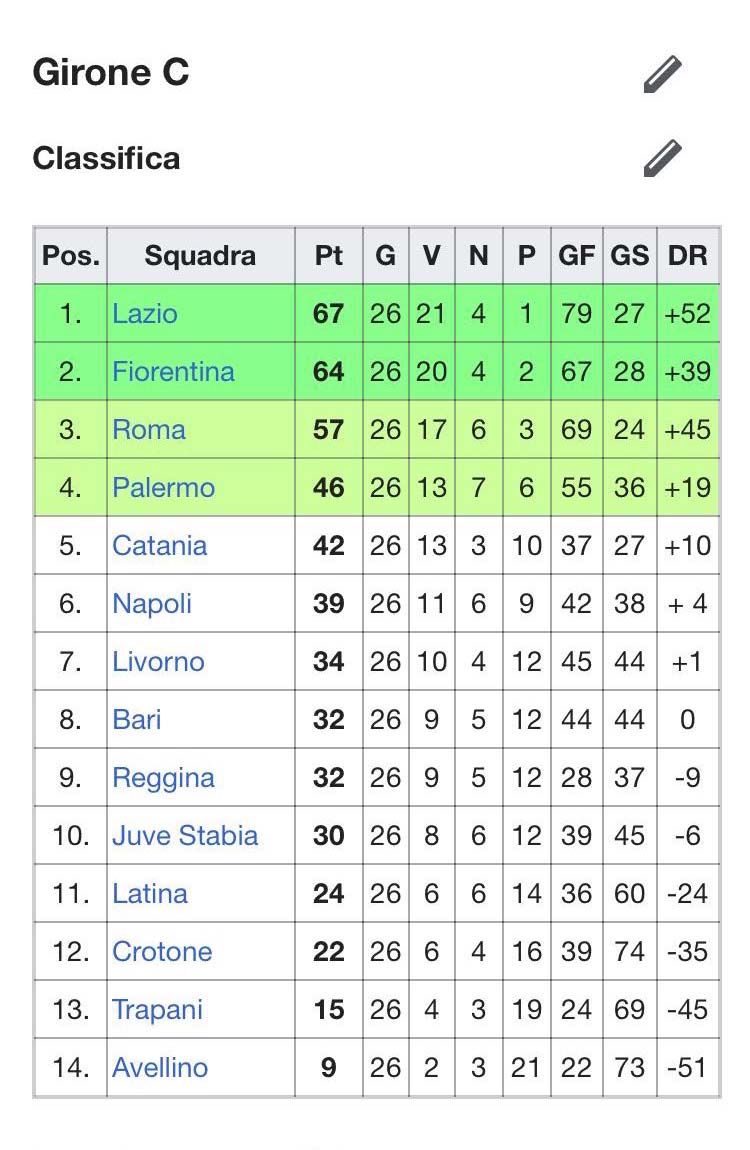 Girone C
Classifica
Pos. Squadra Pt G V N P GF GS DR
1. Lazio 67 26 21 4 1 79 27 +52
2. Fiorentina 64 26 20 4 2 67 28 +39
3. Roma 57 26 17 6 3 69 24 +45
4. Palermo 46 26 13 7 6 55 36 +19
5. Catania 42 26 13 3 10 37 27 +10
6. Napoli 39 26 11 6 9 42 38 + 4
7. Livorno 34 26 10 4 12 45 44 +1
8. Bari 32 26 9 5 12 44 44 0
9. Reggina 32 26 9 5 12 28 37 -9
10. Juve Stabia 30 26 8 6 12 39 45 -6
11. Latina 24 26 6 6 14 36 60 -24
12. Crotone 22 26 6 4 16 39 74 -35
13. Trapani 15 26 4 3 19 24 69 -45
14. Avellino 9 26 2 3 21 22 73 -51